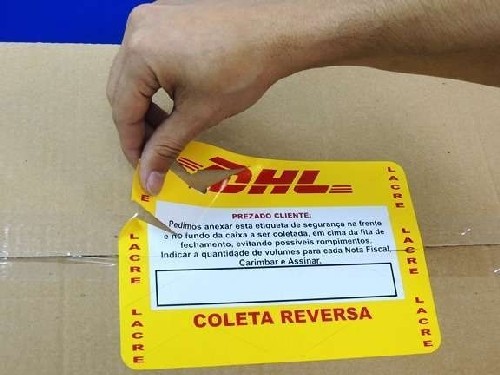 DHL
PREZADO CLIENTE:
Pedimos anexar esta etiqueta de segurança na frente
e no fundo da caixa a ser coletada, em cima da fita de
fechamento, evitando possíveis rompimentos.
Indicar a quantidade de volumes para cada Nota Fiscal,
Carimbar e Assinar.
COLETA REVERSA
LACRE
LACRE
LACRE
LACRE
LACRE